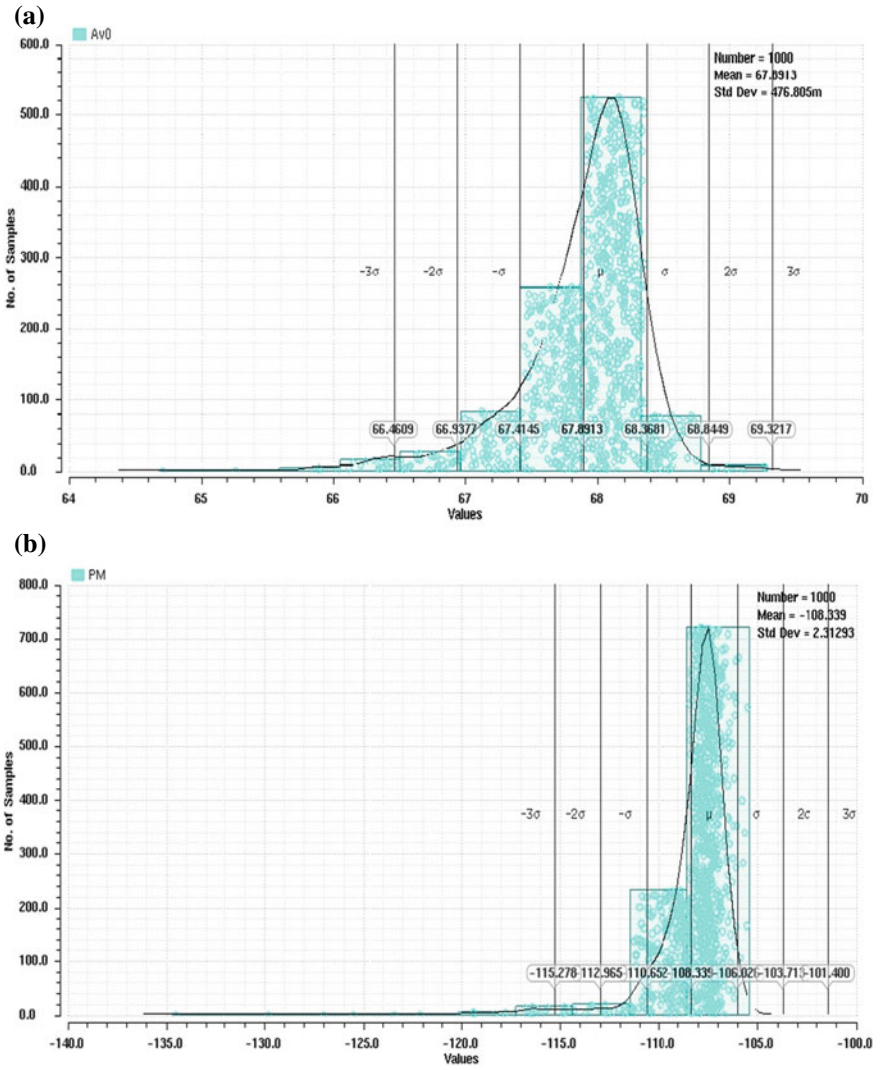 (a)
Av0
600.0
Number = 1000
Mean = 67.8913
Std Dev = 476.805m
500.0
400.0
300.0
-3σ -2σ -σ μ σ 2σ 3σ
200.0
100.0
66.4609 66.9377 67.4145 67.8913 68.3681 68.8449 69.3217
0.0
No. of Samples
64 65 66 67 68 69 70
Values
(b)
PM
800.0
Number = 1000
Mean = -108.339
Std Dev = 2.31293
700.0
600.0
500.0
400.0
-3σ -2σ -σ μ σ 2σ 3σ
300.0
200.0
100.0
-115.278 -112.965 -110.652 -108.339 -106.026 -103.713 -101.400
0.0
No. of Samples
-140.0 -135.0 -130.0 -125.0 -120.0 -115.0 -110.0 -105.0 -100.0
Values